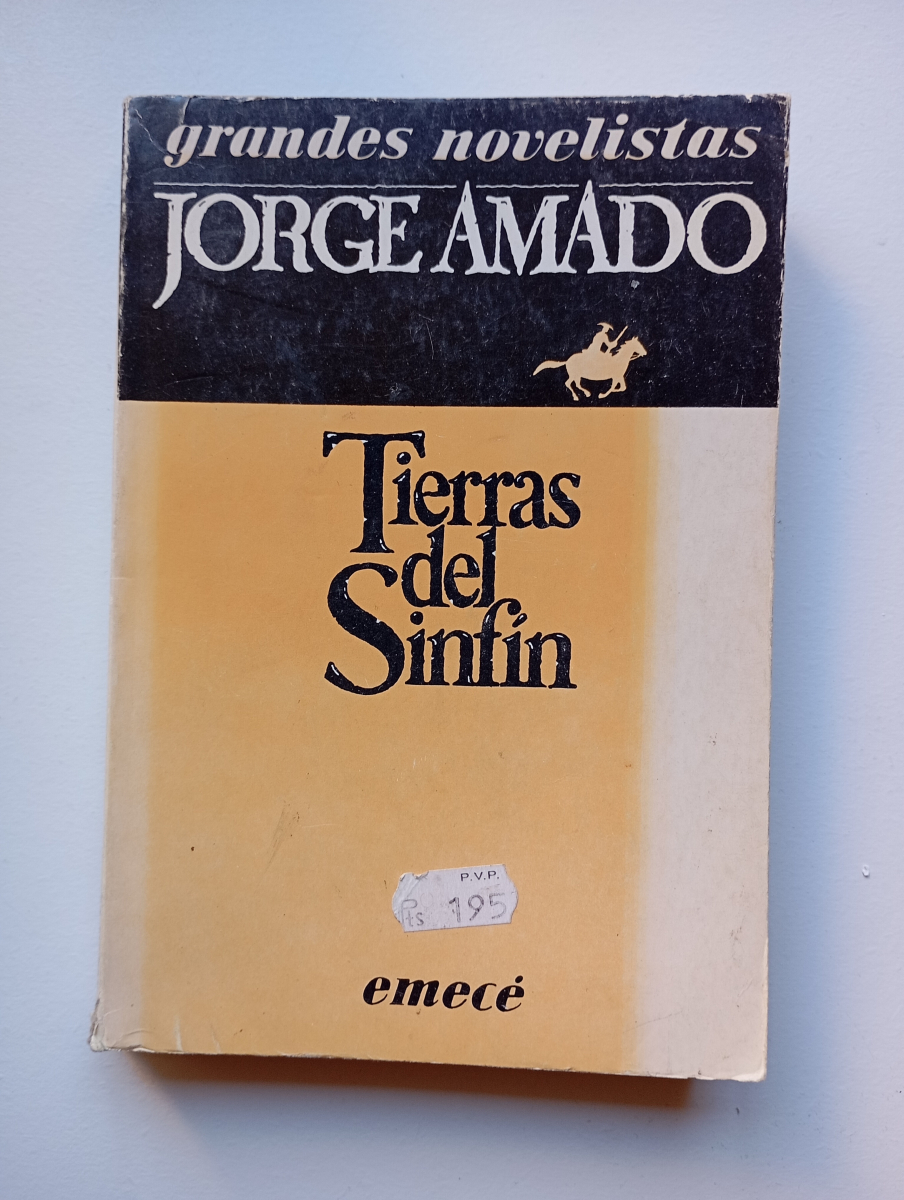 grandes novelistas
JORGE AMADO
Tierras
del
Sinfín
P.V.P.
Pts 195
emecé